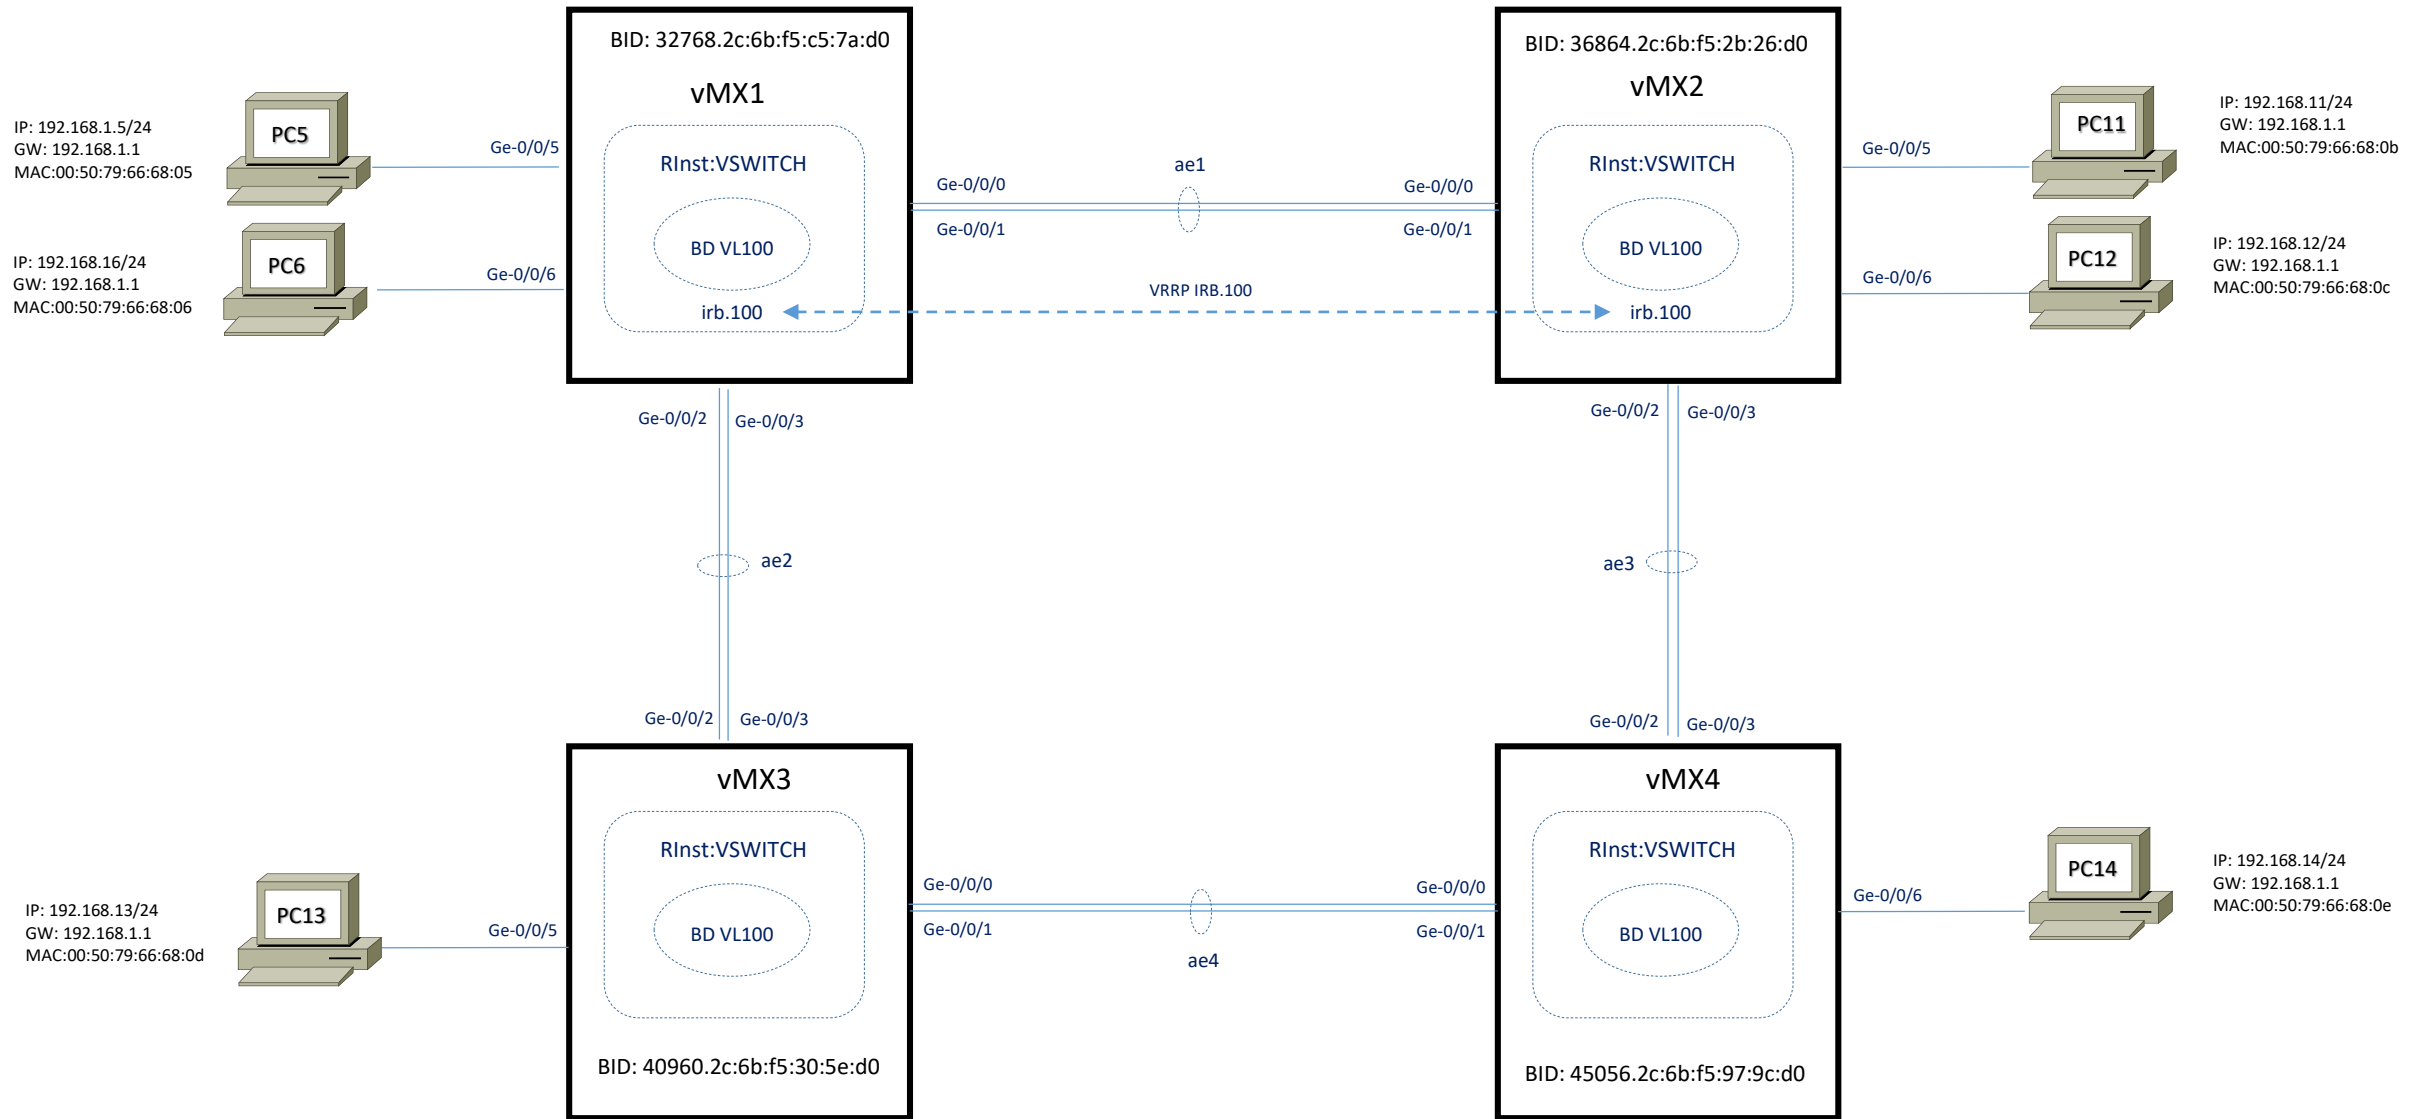 BID: 32768.2c:6b:f5:c5:7a:d0
vMX1
RInst:VSWITCH
BD VL100
irb.100
BID: 36864.2c:6b:f5:2b:26:d0
vMX2
RInst:VSWITCH
BD VL100
irb.100
PC5
IP: 192.168.1.5/24
GW: 192.168.1.1
MAC:00:50:79:66:68:05
Ge-0/0/5
PC6
IP: 192.168.16/24
GW: 192.168.1.1
MAC:00:50:79:66:68:06
Ge-0/0/6
Ge-0/0/0
Ge-0/0/1
ae1
Ge-0/0/0
Ge-0/0/1
VRRP IRB.100
Ge-0/0/5
PC11
IP: 192.168.11/24
GW: 192.168.1.1
MAC:00:50:79:66:68:0b
Ge-0/0/6
PC12
IP: 192.168.12/24
GW: 192.168.1.1
MAC:00:50:79:66:68:0c
Ge-0/0/2
Ge-0/0/3
ae2
Ge-0/0/2
Ge-0/0/3
Ge-0/0/2
Ge-0/0/3
ae3
Ge-0/0/2
Ge-0/0/3
vMX3
RInst:VSWITCH
BD VL100
BID: 40960.2c:6b:f5:30:5e:d0
vMX4
RInst:VSWITCH
BD VL100
BID: 45056.2c:6b:f5:97:9c:d0
PC13
IP: 192.168.13/24
GW: 192.168.1.1
MAC:00:50:79:66:68:0d
Ge-0/0/5
Ge-0/0/0
Ge-0/0/1
ae4
Ge-0/0/0
Ge-0/0/1
Ge-0/0/6
PC14
IP: 192.168.14/24
GW: 192.168.1.1
MAC:00:50:79:66:68:0e